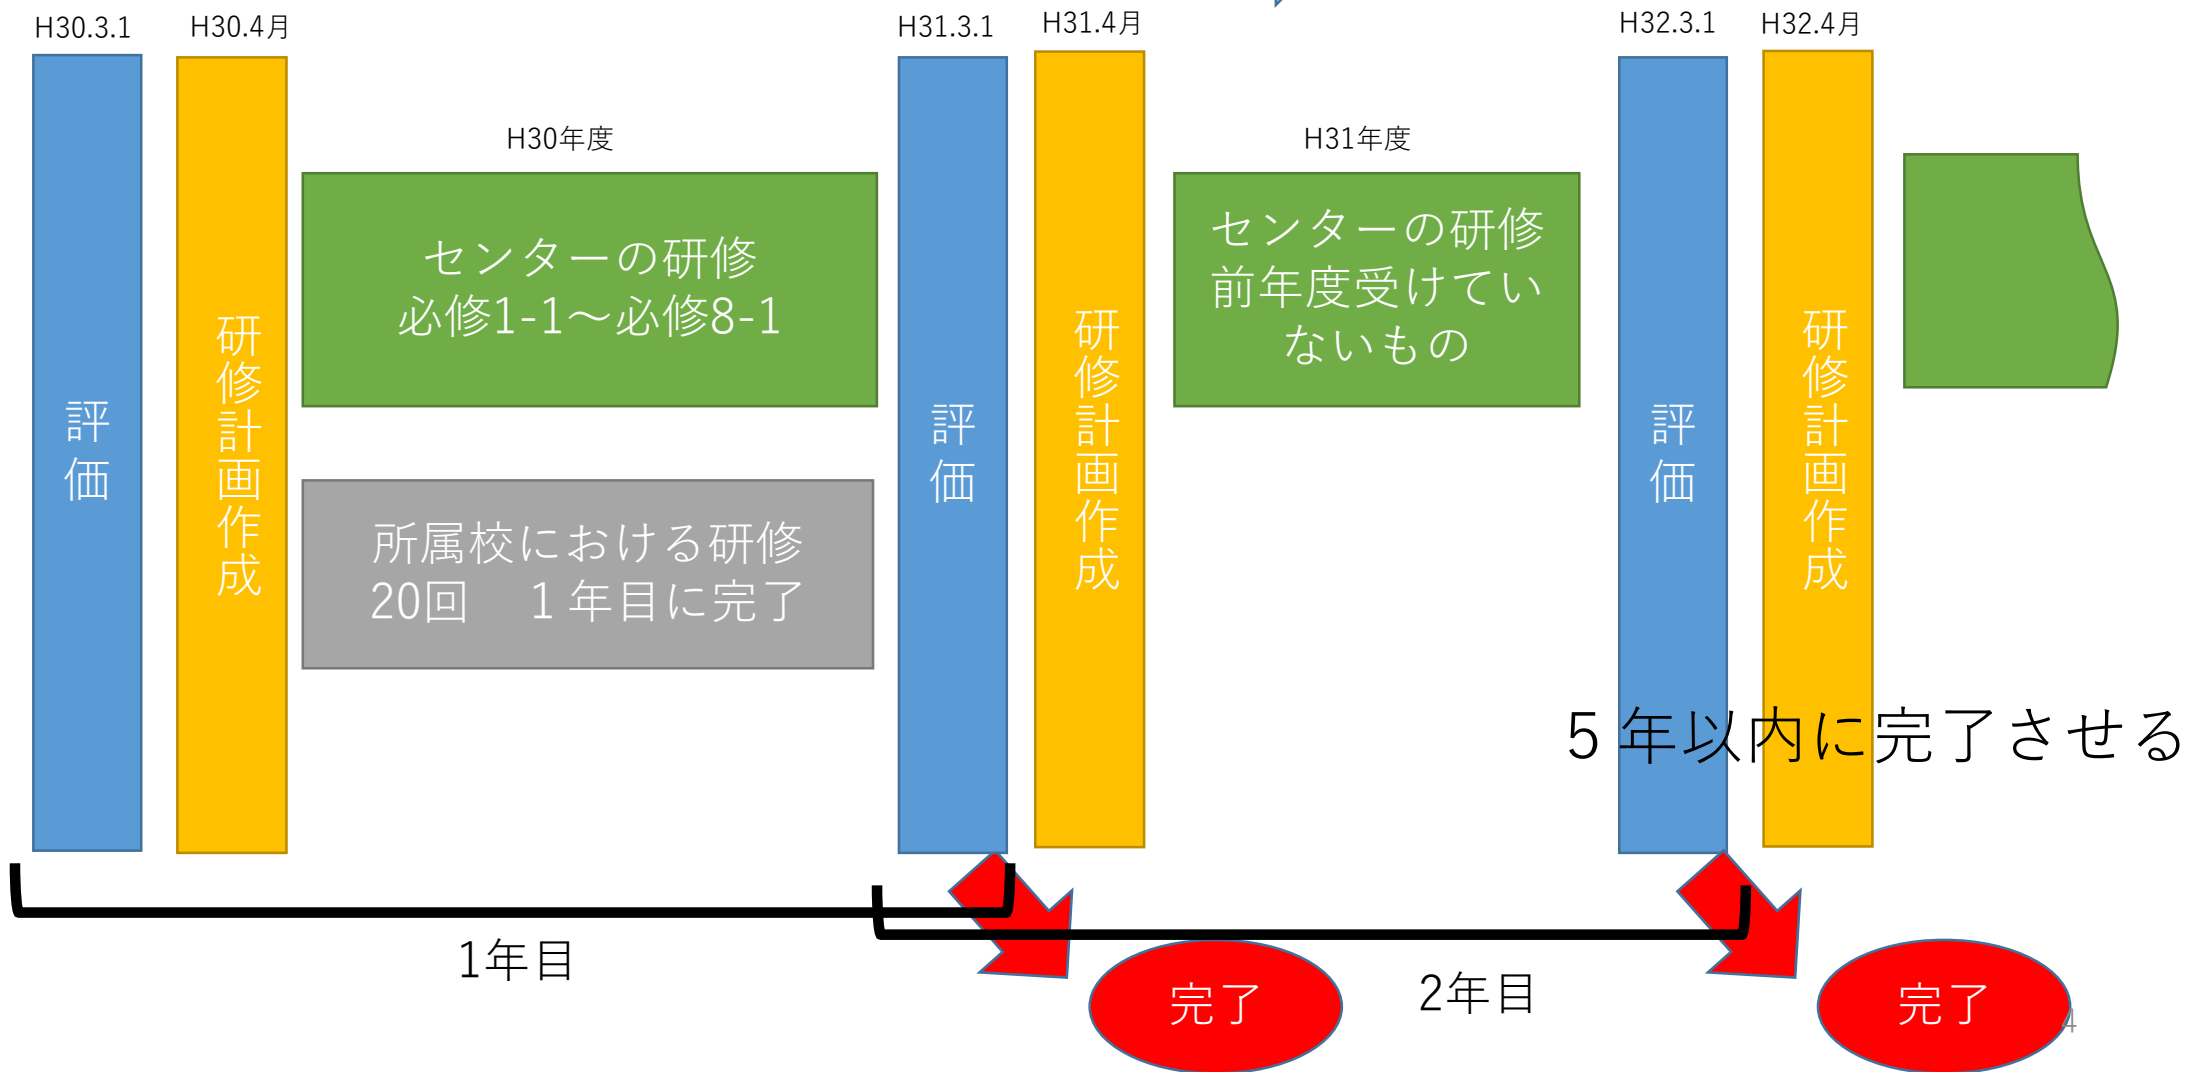 H30.3.1
H30.4月
H31.3.1
H31.4月
H32.3.1
H32.4月
H30年度
H31年度
評価
研修計画作成
センターの研修
必修1-1～必修8-1
所属校における研修
20回　１年目に完了
評価
研修計画作成
センターの研修
前年度受けてい
ないもの
評価
研修計画作成
５年以内に完了させる
1年目
完了
2年目
完了
4